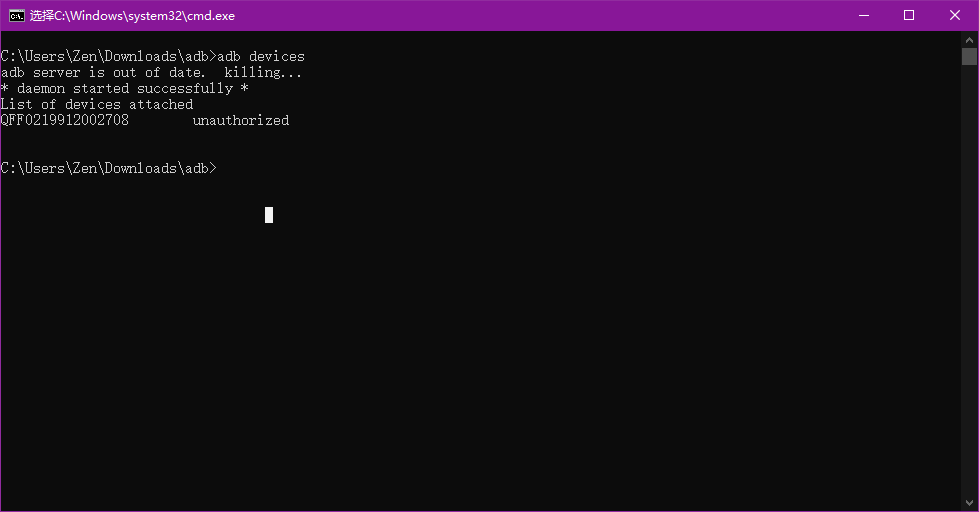 选择C:\Windows\system32\cmd.exe
C:\Users\Zen\Downloads\adb>adb devices
adb server is out of date.  killing...
* daemon started successfully *
List of devices attached
QFF0219912002708        unauthorized
C:\Users\Zen\Downloads\adb>